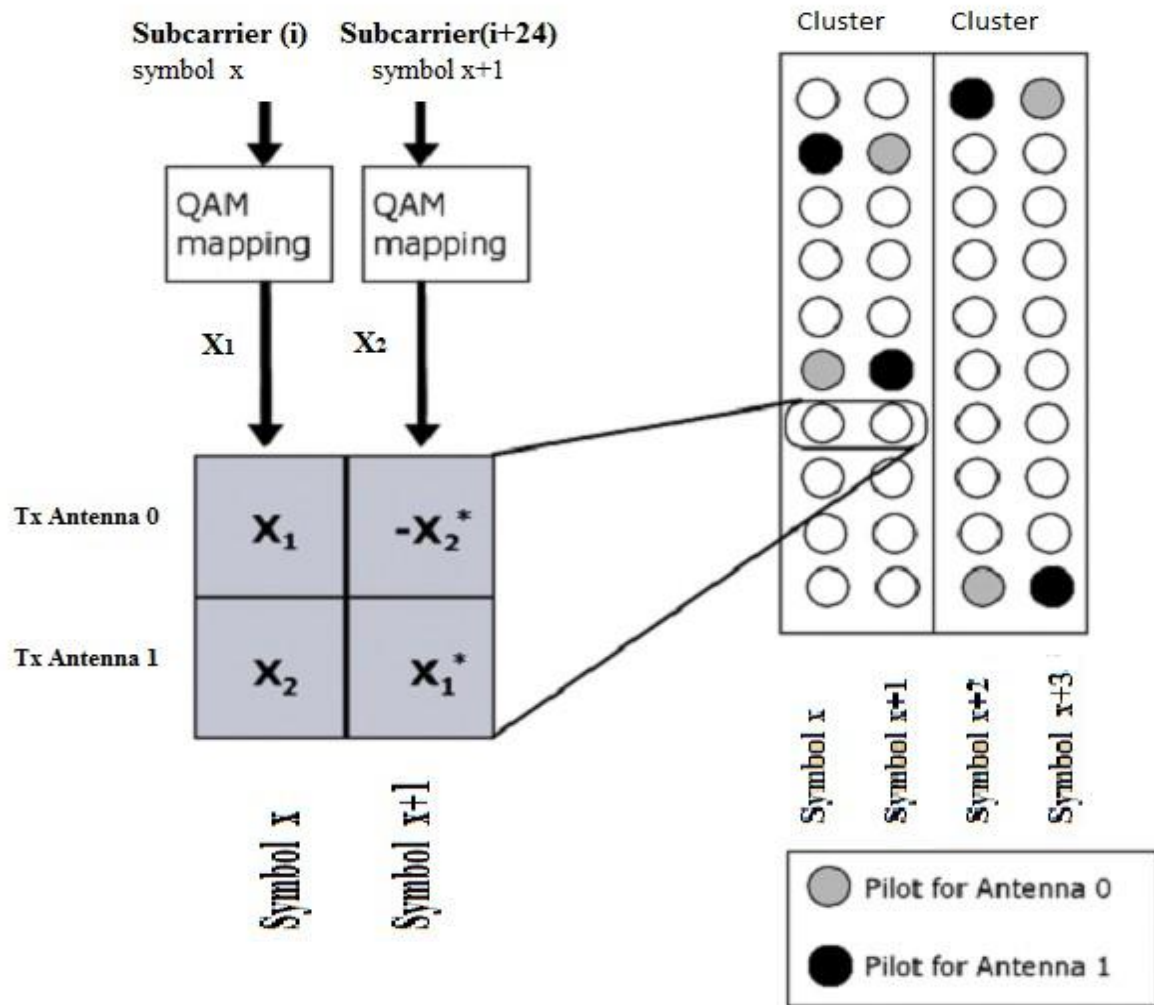 Subcarrier (i)
symbol x
Subcarrier(i+24)
symbol x+1
QAM
mapping
QAM
mapping
X1
X2
Tx Antenna 0
X₁
-X₂*
Tx Antenna 1
X₂
X₁*
Symbol x
Symbol x+1
Cluster
Cluster
Symbol x
Symbol x+1
Symbol x+2
Symbol x+3
Pilot for Antenna 0
Pilot for Antenna 1